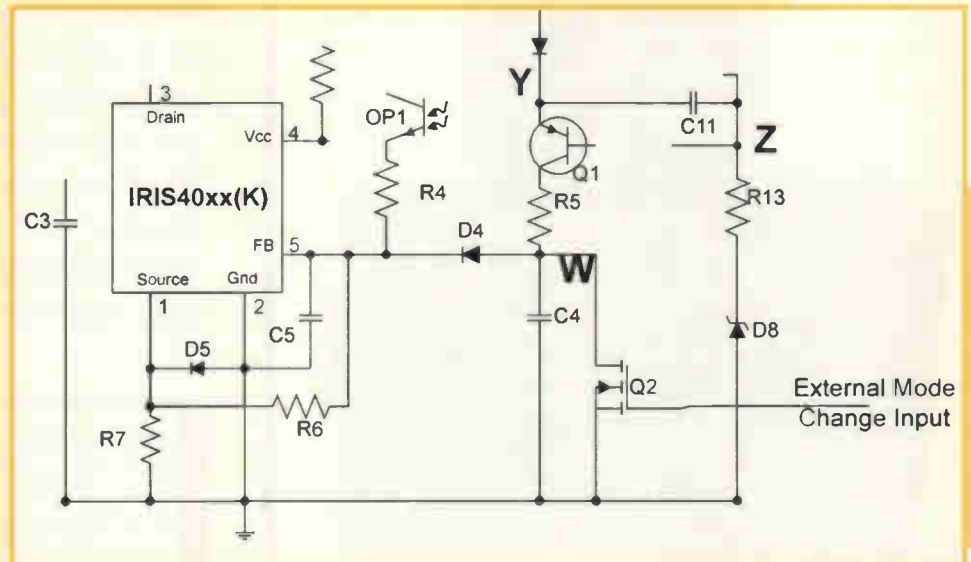 3
Drain
Vcc
4
IRIS40xx(K)
FB
5
Source
Gnd
1
2
C3
OP1
R4
D4
Y
C11
Q1
Z
R5
R13
W
C5
C4
D8
D5
Q2
R6
R7
External Mode
Change Input